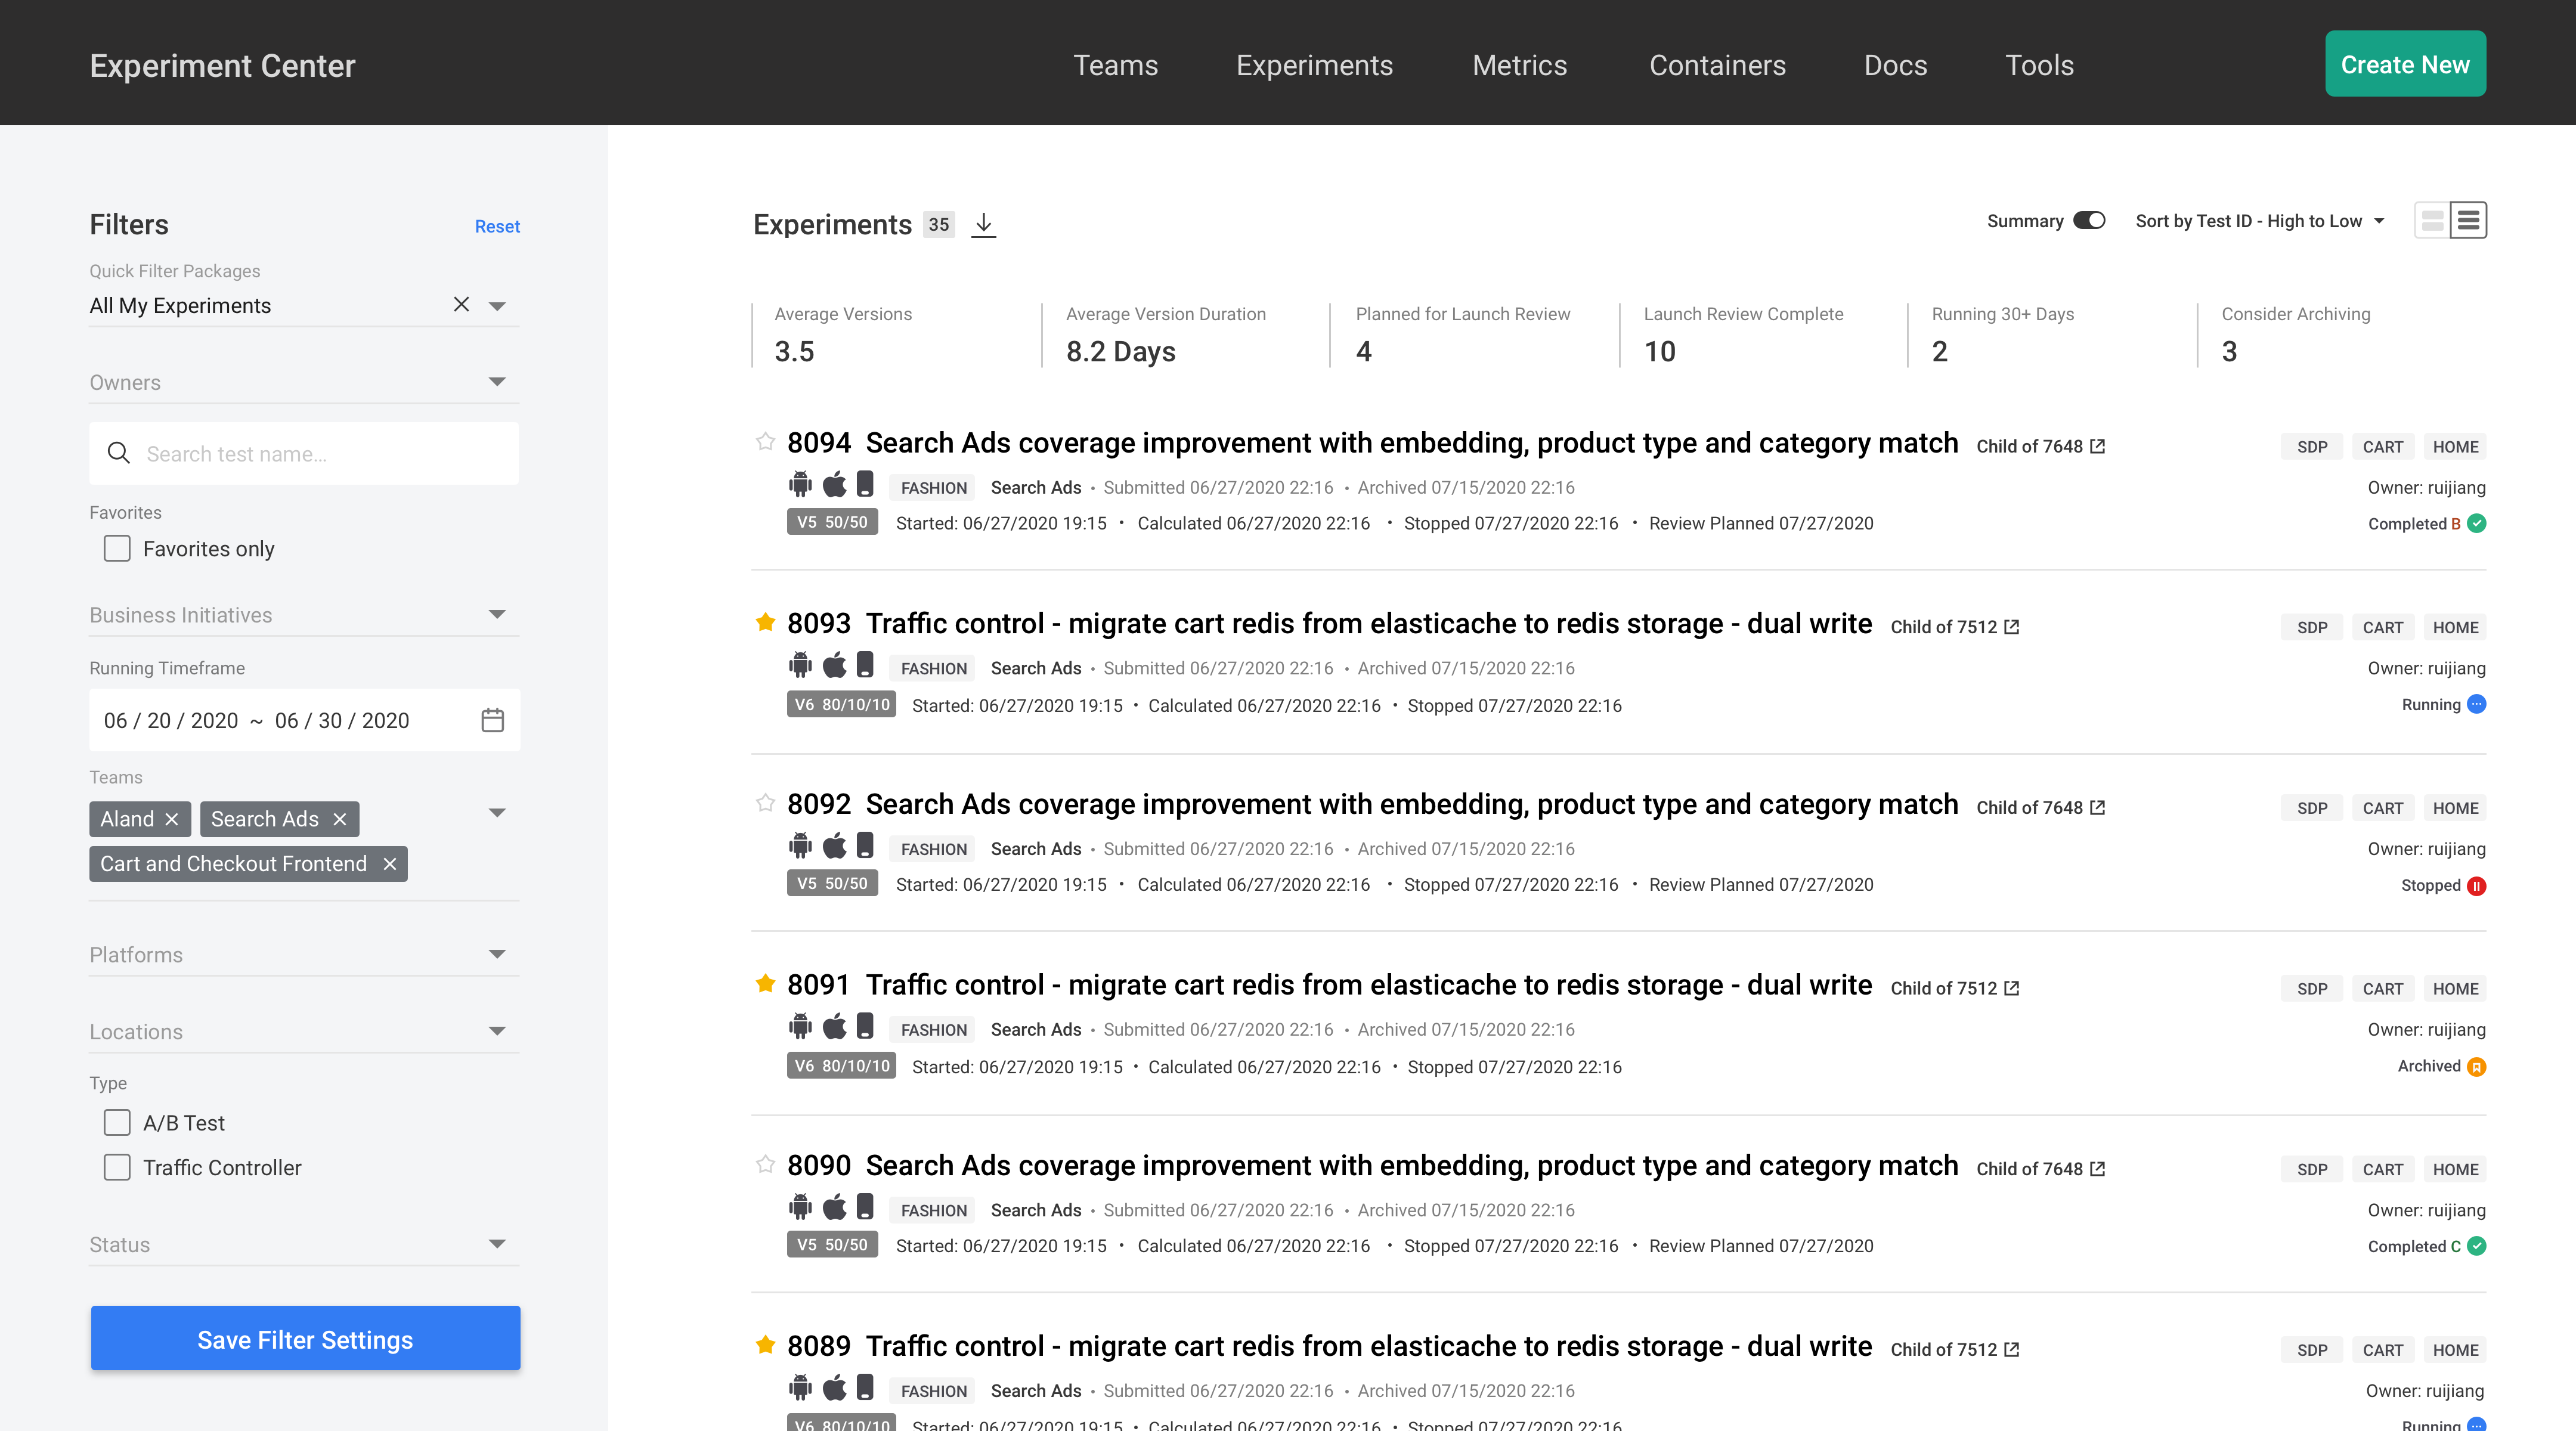 Experiment Center
Teams
Experiments
Metrics
Containers
Docs
Tools
Create New
Filters
Reset
Quick Filter Packages
All My Experiments
Owners
Search test name...
Favorites
Favorites only
Business Initiatives
Running Timeframe
06 / 20 / 2020 ~ 06 / 30 / 2020
Teams
Aland
Search Ads
Cart and Checkout Frontend
Platforms
Locations
Type
A/B Test
Traffic Controller
Status
Save Filter Settings
Experiments 35
Summary
Sort by Test ID - High to Low
Average Versions
3.5
Average Version Duration
8.2 Days
Planned for Launch Review
4
Launch Review Complete
10
Running 30+ Days
2
Consider Archiving
3
8094 Search Ads coverage improvement with embedding, product type and category match Child of 7648 SDP CART HOME
FASHION Search Ads • Submitted 06/27/2020 22:16 • Archived 07/15/2020 22:16 Owner: ruijiang
V5 50/50 Started: 06/27/2020 19:15 • Calculated 06/27/2020 22:16 • Stopped 07/27/2020 22:16 • Review Planned 07/27/2020 Completed B
8093 Traffic control - migrate cart redis from elasticache to redis storage - dual write Child of 7512 SDP CART HOME
FASHION Search Ads • Submitted 06/27/2020 22:16 • Archived 07/15/2020 22:16 Owner: ruijiang
V6 80/10/10 Started: 06/27/2020 19:15 • Calculated 06/27/2020 22:16 • Stopped 07/27/2020 22:16 Running
8092 Search Ads coverage improvement with embedding, product type and category match Child of 7648 SDP CART HOME
FASHION Search Ads • Submitted 06/27/2020 22:16 • Archived 07/15/2020 22:16 Owner: ruijiang
V5 50/50 Started: 06/27/2020 19:15 • Calculated 06/27/2020 22:16 • Stopped 07/27/2020 22:16 • Review Planned 07/27/2020 Stopped
8091 Traffic control - migrate cart redis from elasticache to redis storage - dual write Child of 7512 SDP CART HOME
FASHION Search Ads • Submitted 06/27/2020 22:16 • Archived 07/15/2020 22:16 Owner: ruijiang
V6 80/10/10 Started: 06/27/2020 19:15 • Calculated 06/27/2020 22:16 • Stopped 07/27/2020 22:16 Archived
8090 Search Ads coverage improvement with embedding, product type and category match Child of 7648 SDP CART HOME
FASHION Search Ads • Submitted 06/27/2020 22:16 • Archived 07/15/2020 22:16 Owner: ruijiang
V5 50/50 Started: 06/27/2020 19:15 • Calculated 06/27/2020 22:16 • Stopped 07/27/2020 22:16 • Review Planned 07/27/2020 Completed C
8089 Traffic control - migrate cart redis from elasticache to redis storage - dual write Child of 7512 SDP CART HOME
FASHION Search Ads • Submitted 06/27/2020 22:16 • Archived 07/15/2020 22:16 Owner: ruijiang
V6 80/10/10 Started: 06/27/2020 19:15 • Calculated 06/27/2020 22:16 • Stopped 07/27/2020 22:16 Running